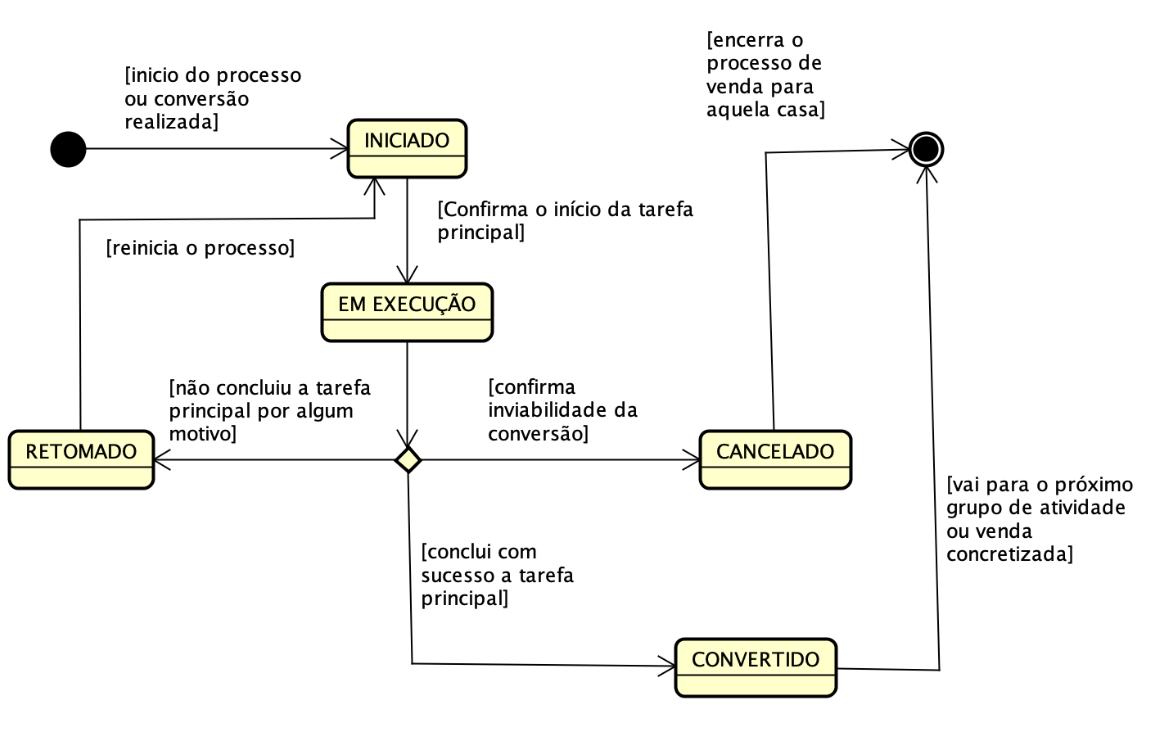 [encerra o
processo de
venda para
aquela casa]
[inicio do processo
ou conversão
realizada]
INICIADO
[Confirma o início da tarefa
principal]
[reinicia o processo]
EM EXECUÇÃO
[não concluiu a tarefa
principal por algum
motivo]
[confirma
inviabilidade da
conversão]
RETOMADO
CANCELADO
[vai para o próximo
grupo de atividade
ou venda
concretizada]
[conclui com
sucesso a tarefa
principal]
CONVERTIDO